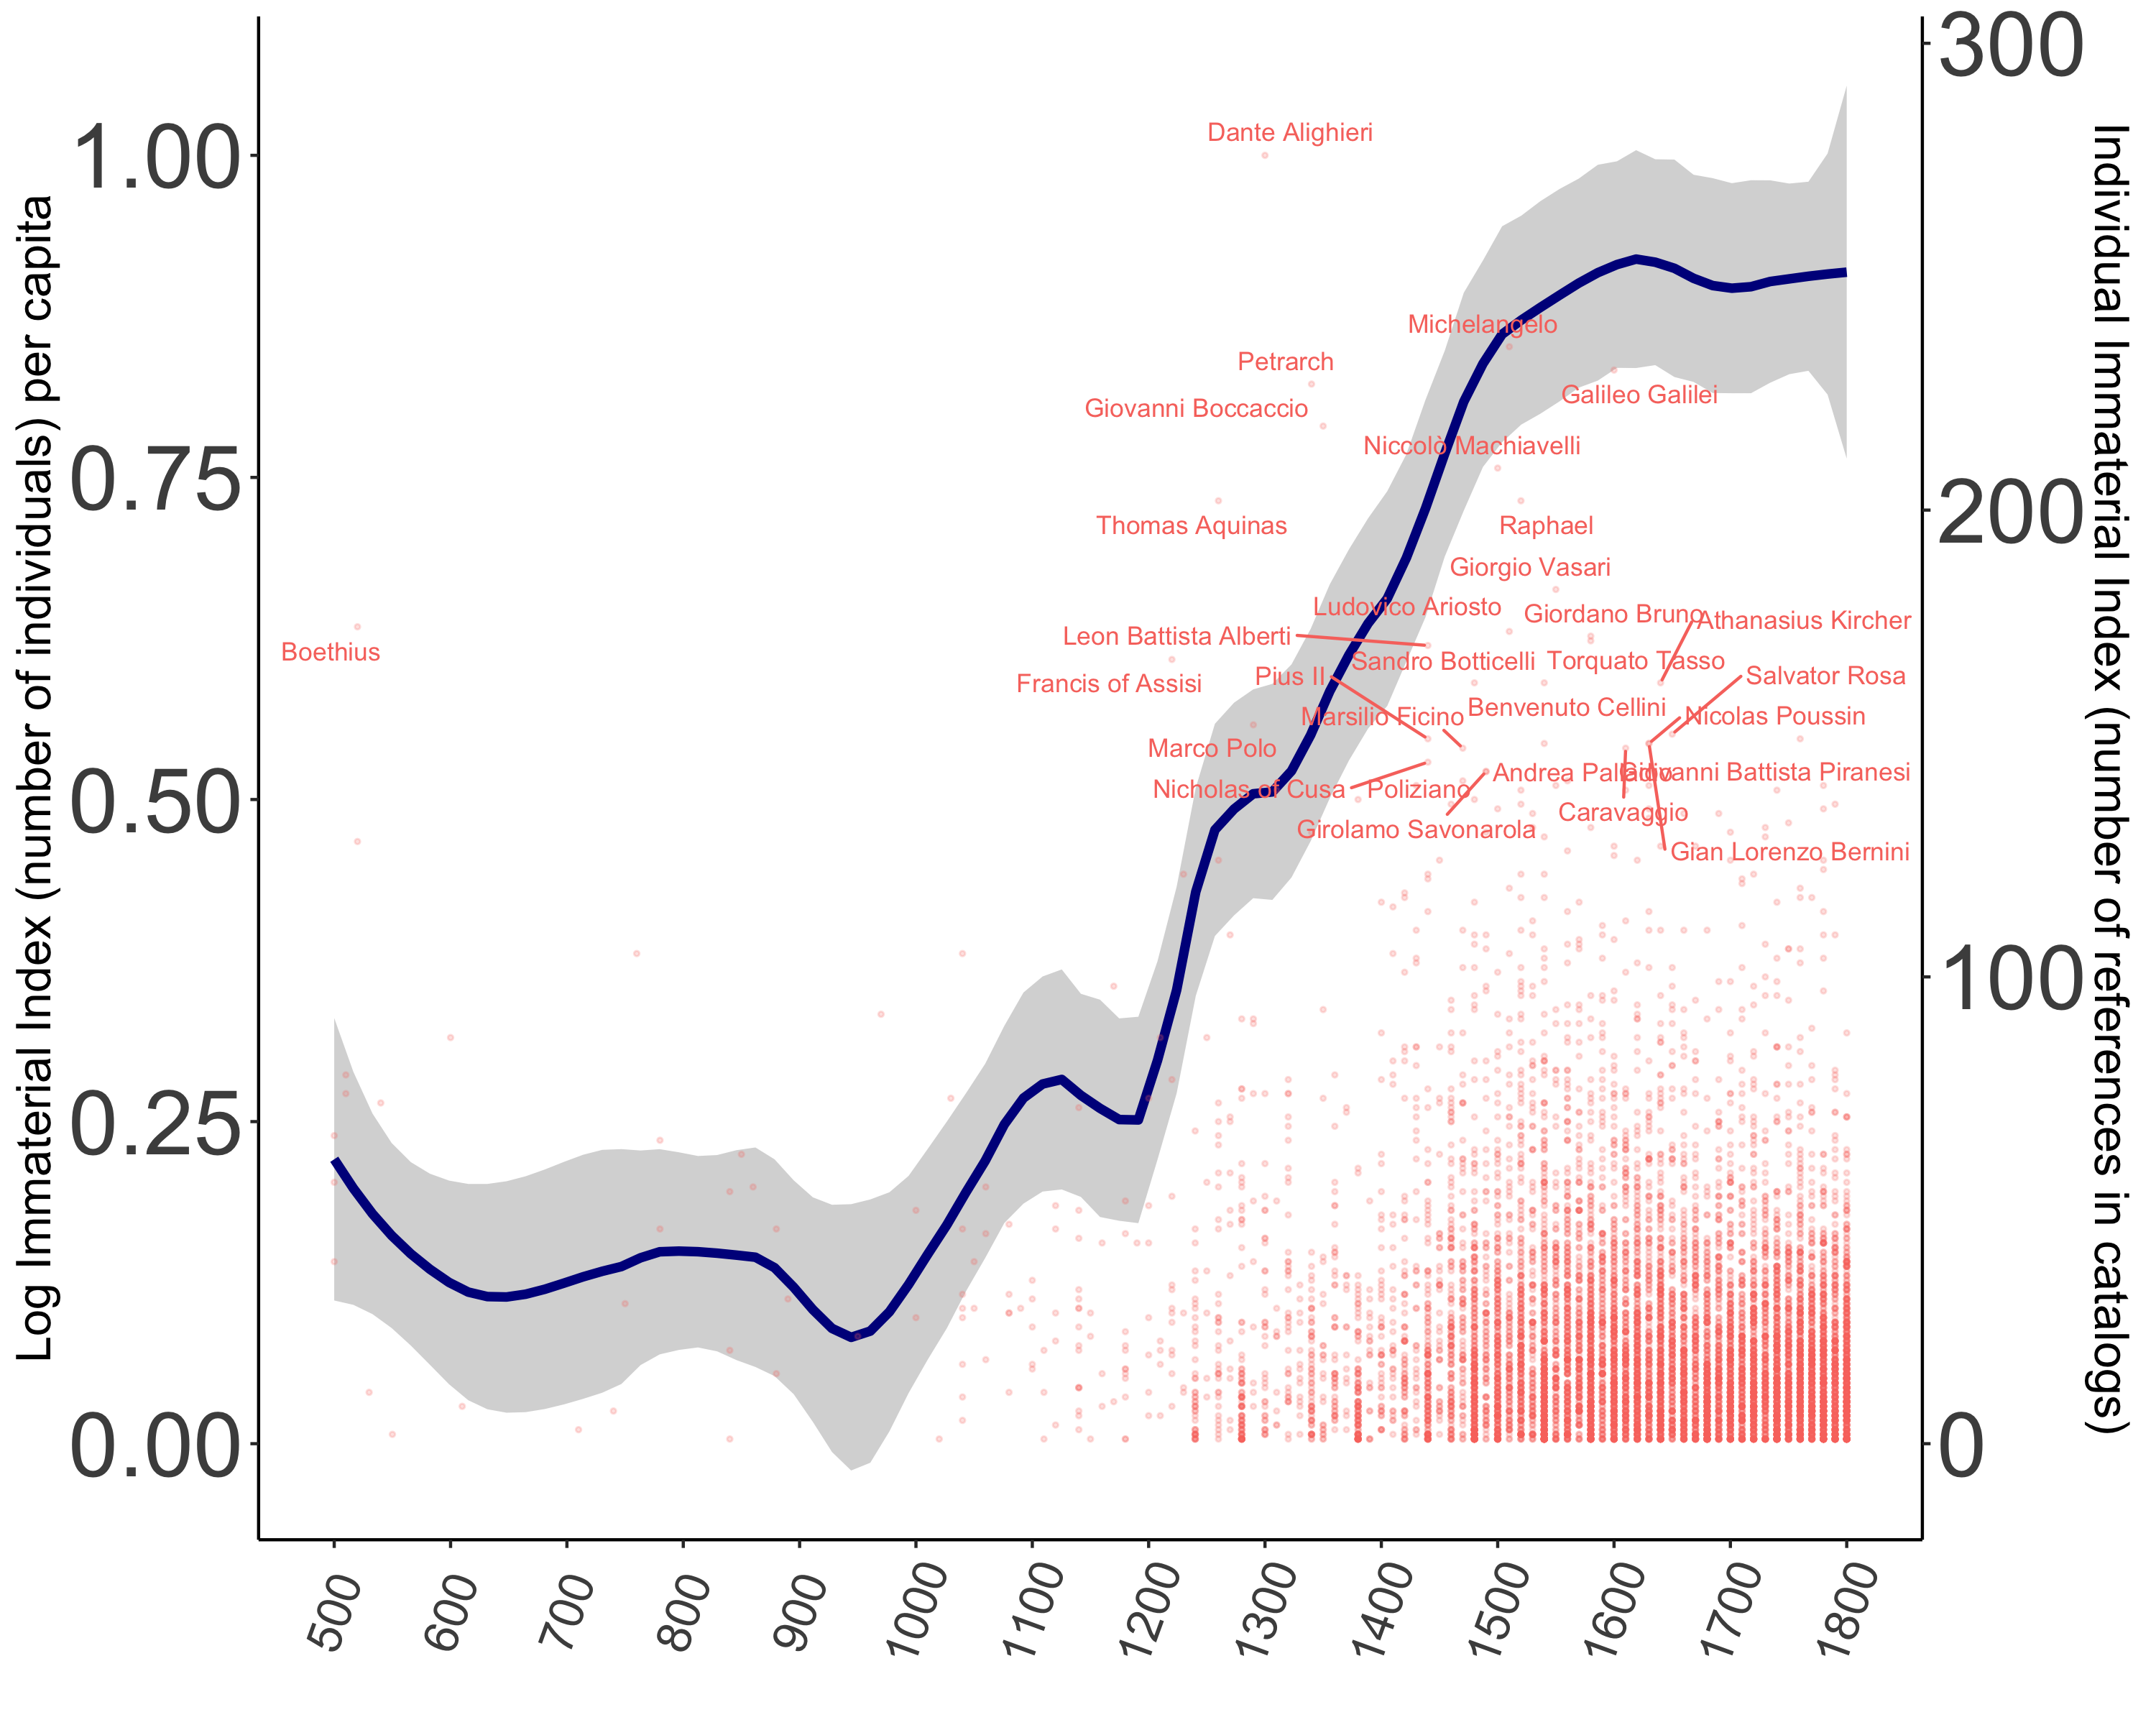 Log Immaterial Index (number of individuals) per capita
1.00
0.75
0.50
0.25
0.00
300
200
100
0
Individual Immaterial Index (number of references in catalogs)
Dante Alighieri
Michelangelo
Petrarch
Galileo Galilei
Giovanni Boccaccio
Niccolò Machiavelli
Thomas Aquinas
Raphael
Giorgio Vasari
Ludovico Ariosto
Giordano Bruno
Athanasius Kircher
Leon Battista Alberti
Boethius
Sandro Botticelli
Torquato Tasso
Francis of Assisi
Pius II
Salvator Rosa
Benvenuto Cellini
Marsilio Ficino
Nicolas Poussin
Marco Polo
Andrea Palladio
Giovanni Battista Piranesi
Nicholas of Cusa
Poliziano
Caravaggio
Girolamo Savonarola
Gian Lorenzo Bernini
500
600
700
800
900
1000
1100
1200
1300
1400
1500
1600
1700
1800